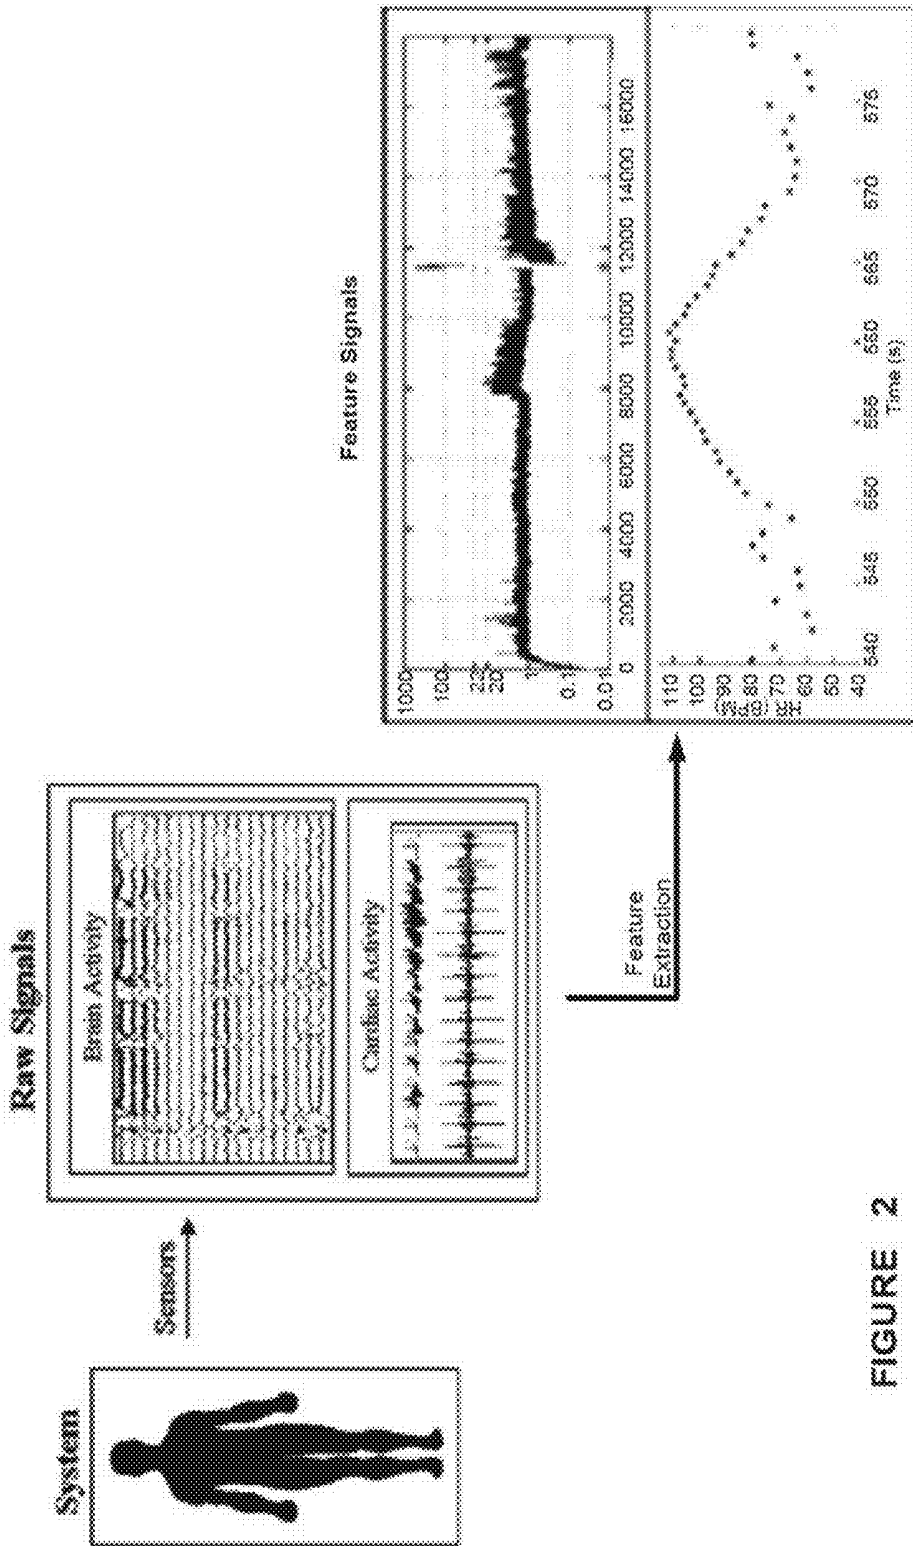 System
Sensors
Raw Signals
Brain Activity
Cardiac Activity
Feature
Extraction
Feature Signals
1000
100
22
20
1
0.1
0.01
0 2000 4000 6000 8000 10000 12000 14000 16000
HR (BPM)
110
100
90
80
70
60
50
40
540 545 550 555 560 565 570 575
Time (s)
FIGURE 2